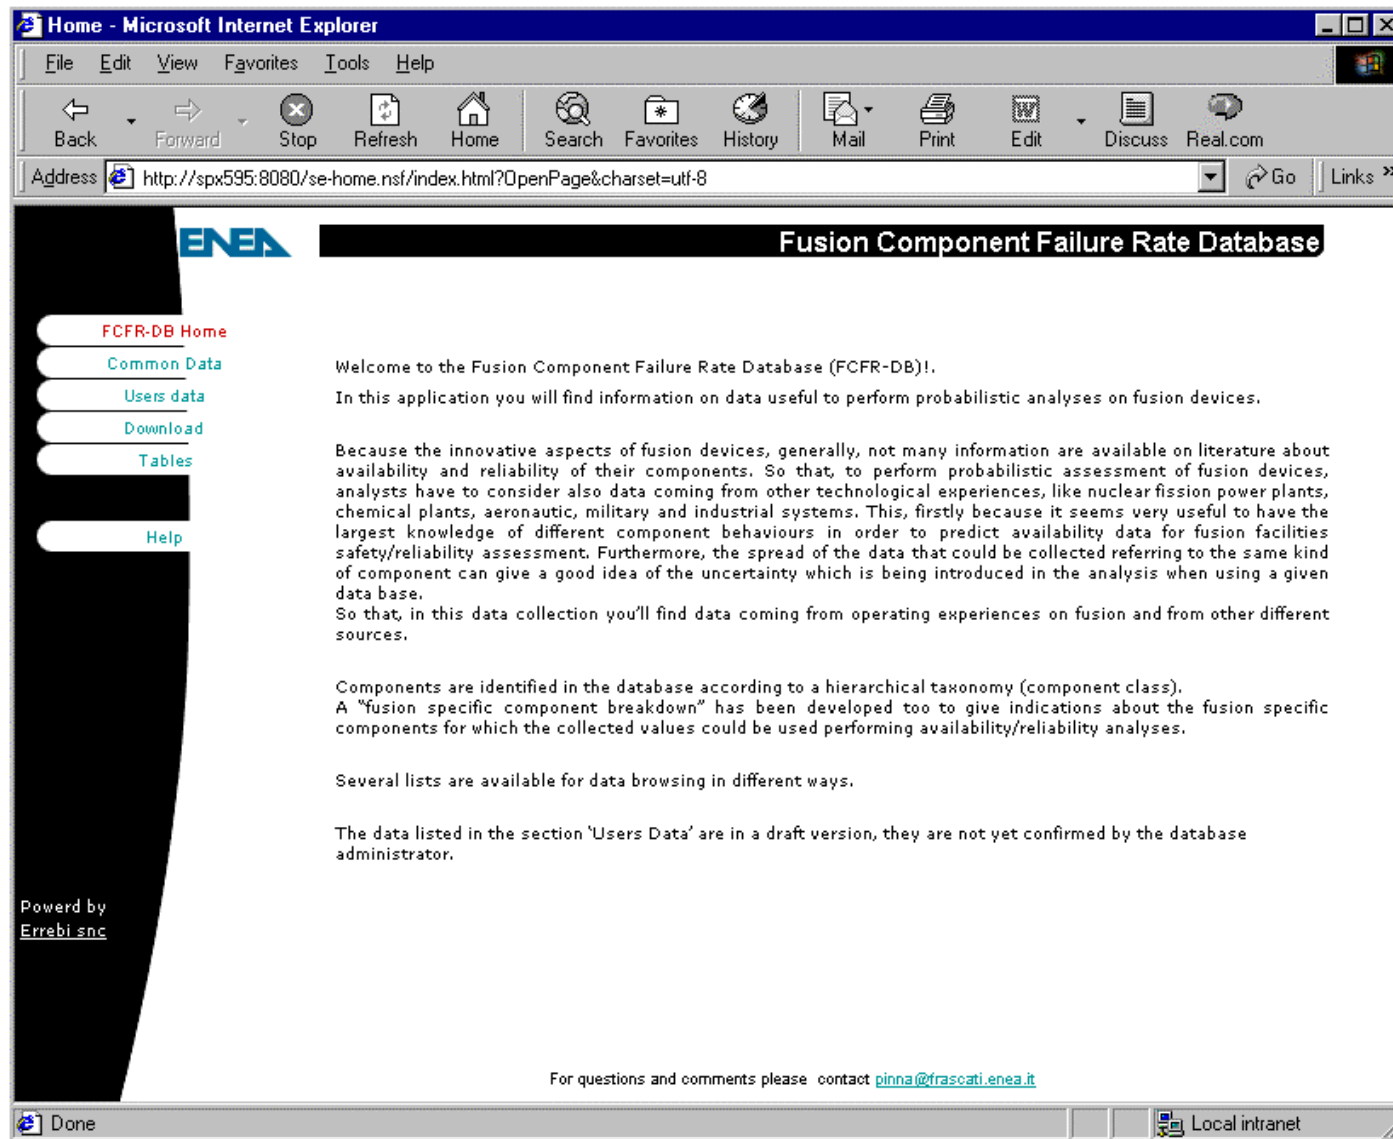 Home - Microsoft Internet Explorer
File Edit View Favorites Tools Help
Back Forward Stop Refresh Home Search Favorites History Mail Print Edit Discuss Real.com
Address http://spx595:8080/se-home.nsf/index.html?OpenPage&charset=utf-8 Go Links »
ENEA Fusion Component Failure Rate Database
FCFR-DB Home
Common Data
Users data
Download
Tables
Help
Welcome to the Fusion Component Failure Rate Database (FCFR-DB)!.
In this application you will find information on data useful to perform probabilistic analyses on fusion devices.
Because the innovative aspects of fusion devices, generally, not many information are available on literature about
availability and reliability of their components. So that, to perform probabilistic assessment of fusion devices,
analysts have to consider also data coming from other technological experiences, like nuclear fission power plants,
chemical plants, aeronautic, military and industrial systems. This, firstly because it seems very useful to have the
largest knowledge of different component behaviours in order to predict availability data for fusion facilities
safety/reliability assessment. Furthermore, the spread of the data that could be collected referring to the same kind
of component can give a good idea of the uncertainty which is being introduced in the analysis when using a given
data base.
So that, in this data collection you'll find data coming from operating experiences on fusion and from other different
sources.
Components are identified in the database according to a hierarchical taxonomy (component class).
A "fusion specific component breakdown" has been developed too to give indications about the fusion specific
components for which the collected values could be used performing availability/reliability analyses.
Several lists are available for data browsing in different ways.
The data listed in the section 'Users Data' are in a draft version, they are not yet confirmed by the database
administrator.
Powerd by
Errebi snc
For questions and comments please contact pinna@frascati.enea.it
Done Local intranet